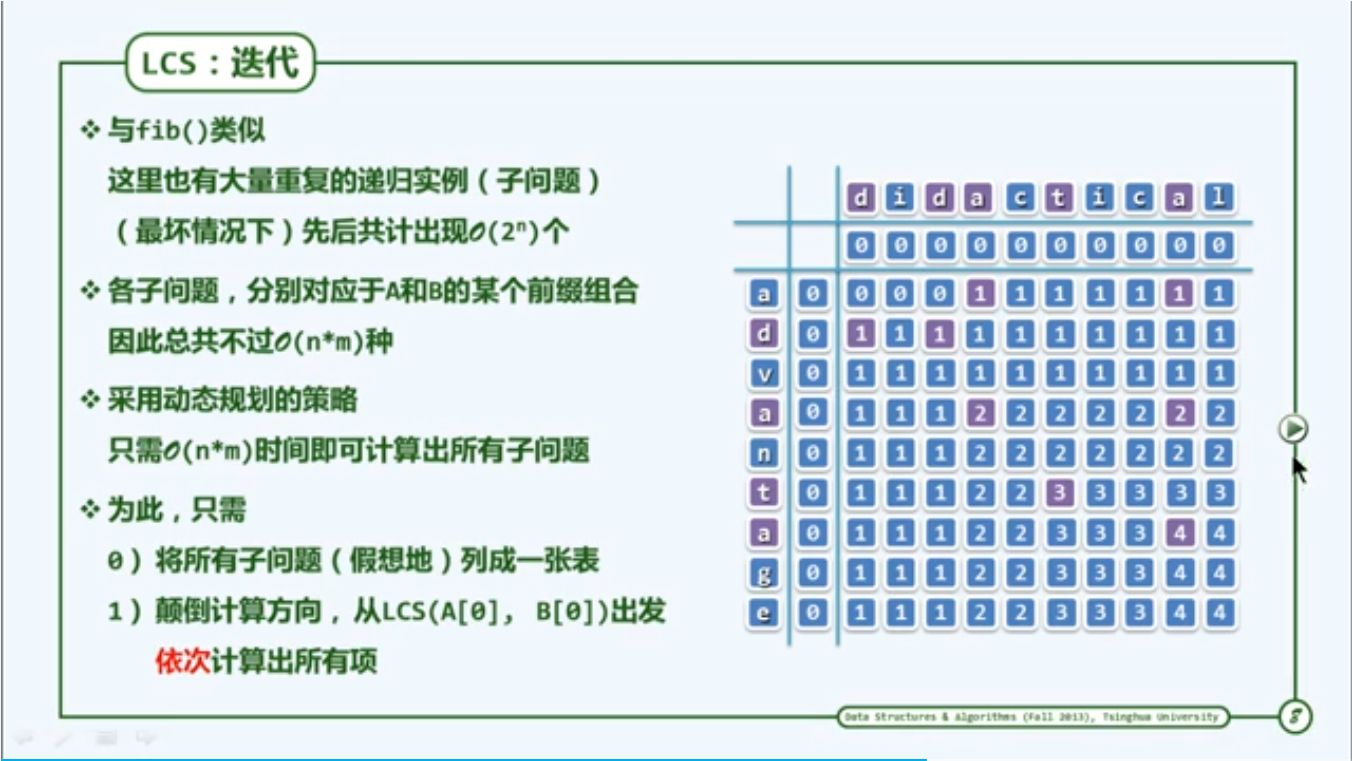 LCS：迭代
❖ 与fib()类似
这里也有大量重复的递归实例（子问题）
（最坏情况下）先后共计出现O(2ⁿ)个
❖ 各子问题，分别对应于A和B的某个前缀组合
因此总共不过O(n*m)种
❖ 采用动态规划的策略
只需O(n*m)时间即可计算出所有子问题
❖ 为此，只需
0）将所有子问题（假想地）列成一张表
1）颠倒计算方向，从LCS(A[0], B[0])出发
依次计算出所有项
d i d a c t i c a l
0 0 0 0 0 0 0 0 0 0
a 0 0 0 0 1 1 1 1 1 1 1
d 0 1 1 1 1 1 1 1 1 1 1
v 0 1 1 1 1 1 1 1 1 1 1
a 0 1 1 1 2 2 2 2 2 2 2
n 0 1 1 1 2 2 2 2 2 2 2
t 0 1 1 1 2 2 3 3 3 3 3
a 0 1 1 1 2 2 3 3 3 4 4
g 0 1 1 1 2 2 3 3 3 4 4
e 0 1 1 1 2 2 3 3 3 4 4
Data Structures & Algorithms (Fall 2013), Tsinghua University
8